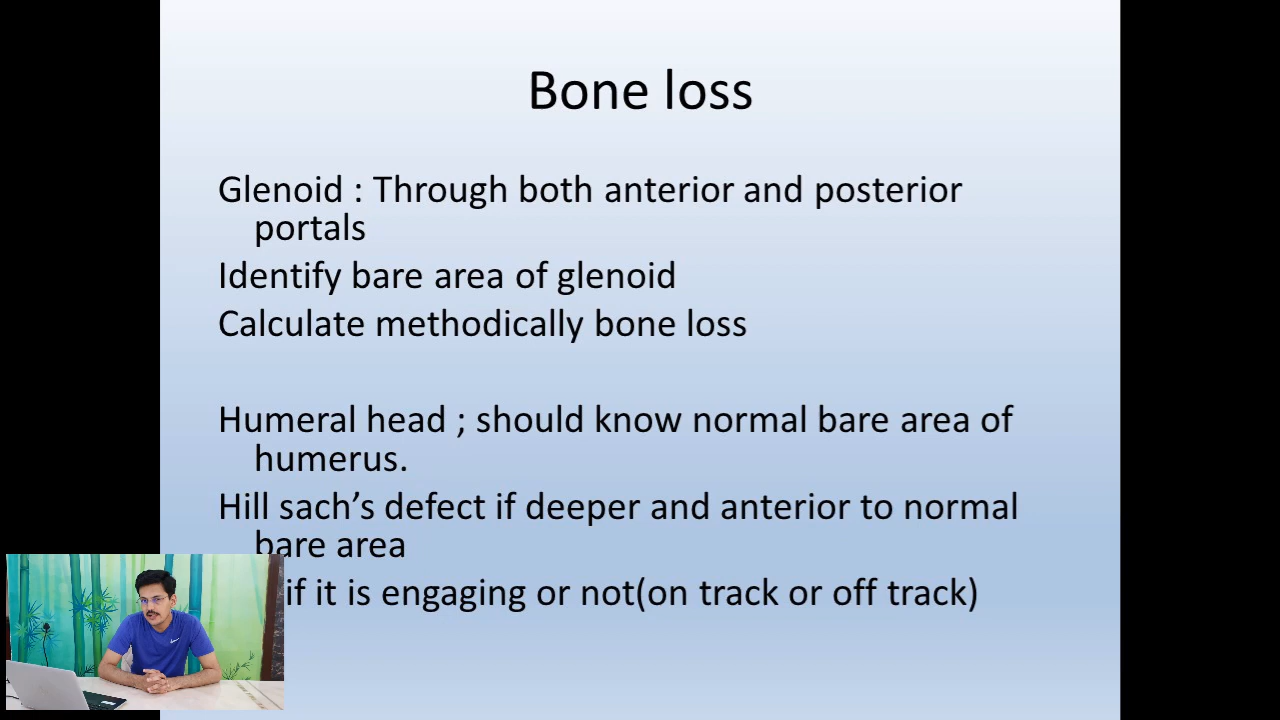 Bone loss
Glenoid : Through both anterior and posterior
portals
Identify bare area of glenoid
Calculate methodically bone loss
Humeral head ; should know normal bare area of
humerus.
Hill sach’s defect if deeper and anterior to normal
bare area
if it is engaging or not(on track or off track)